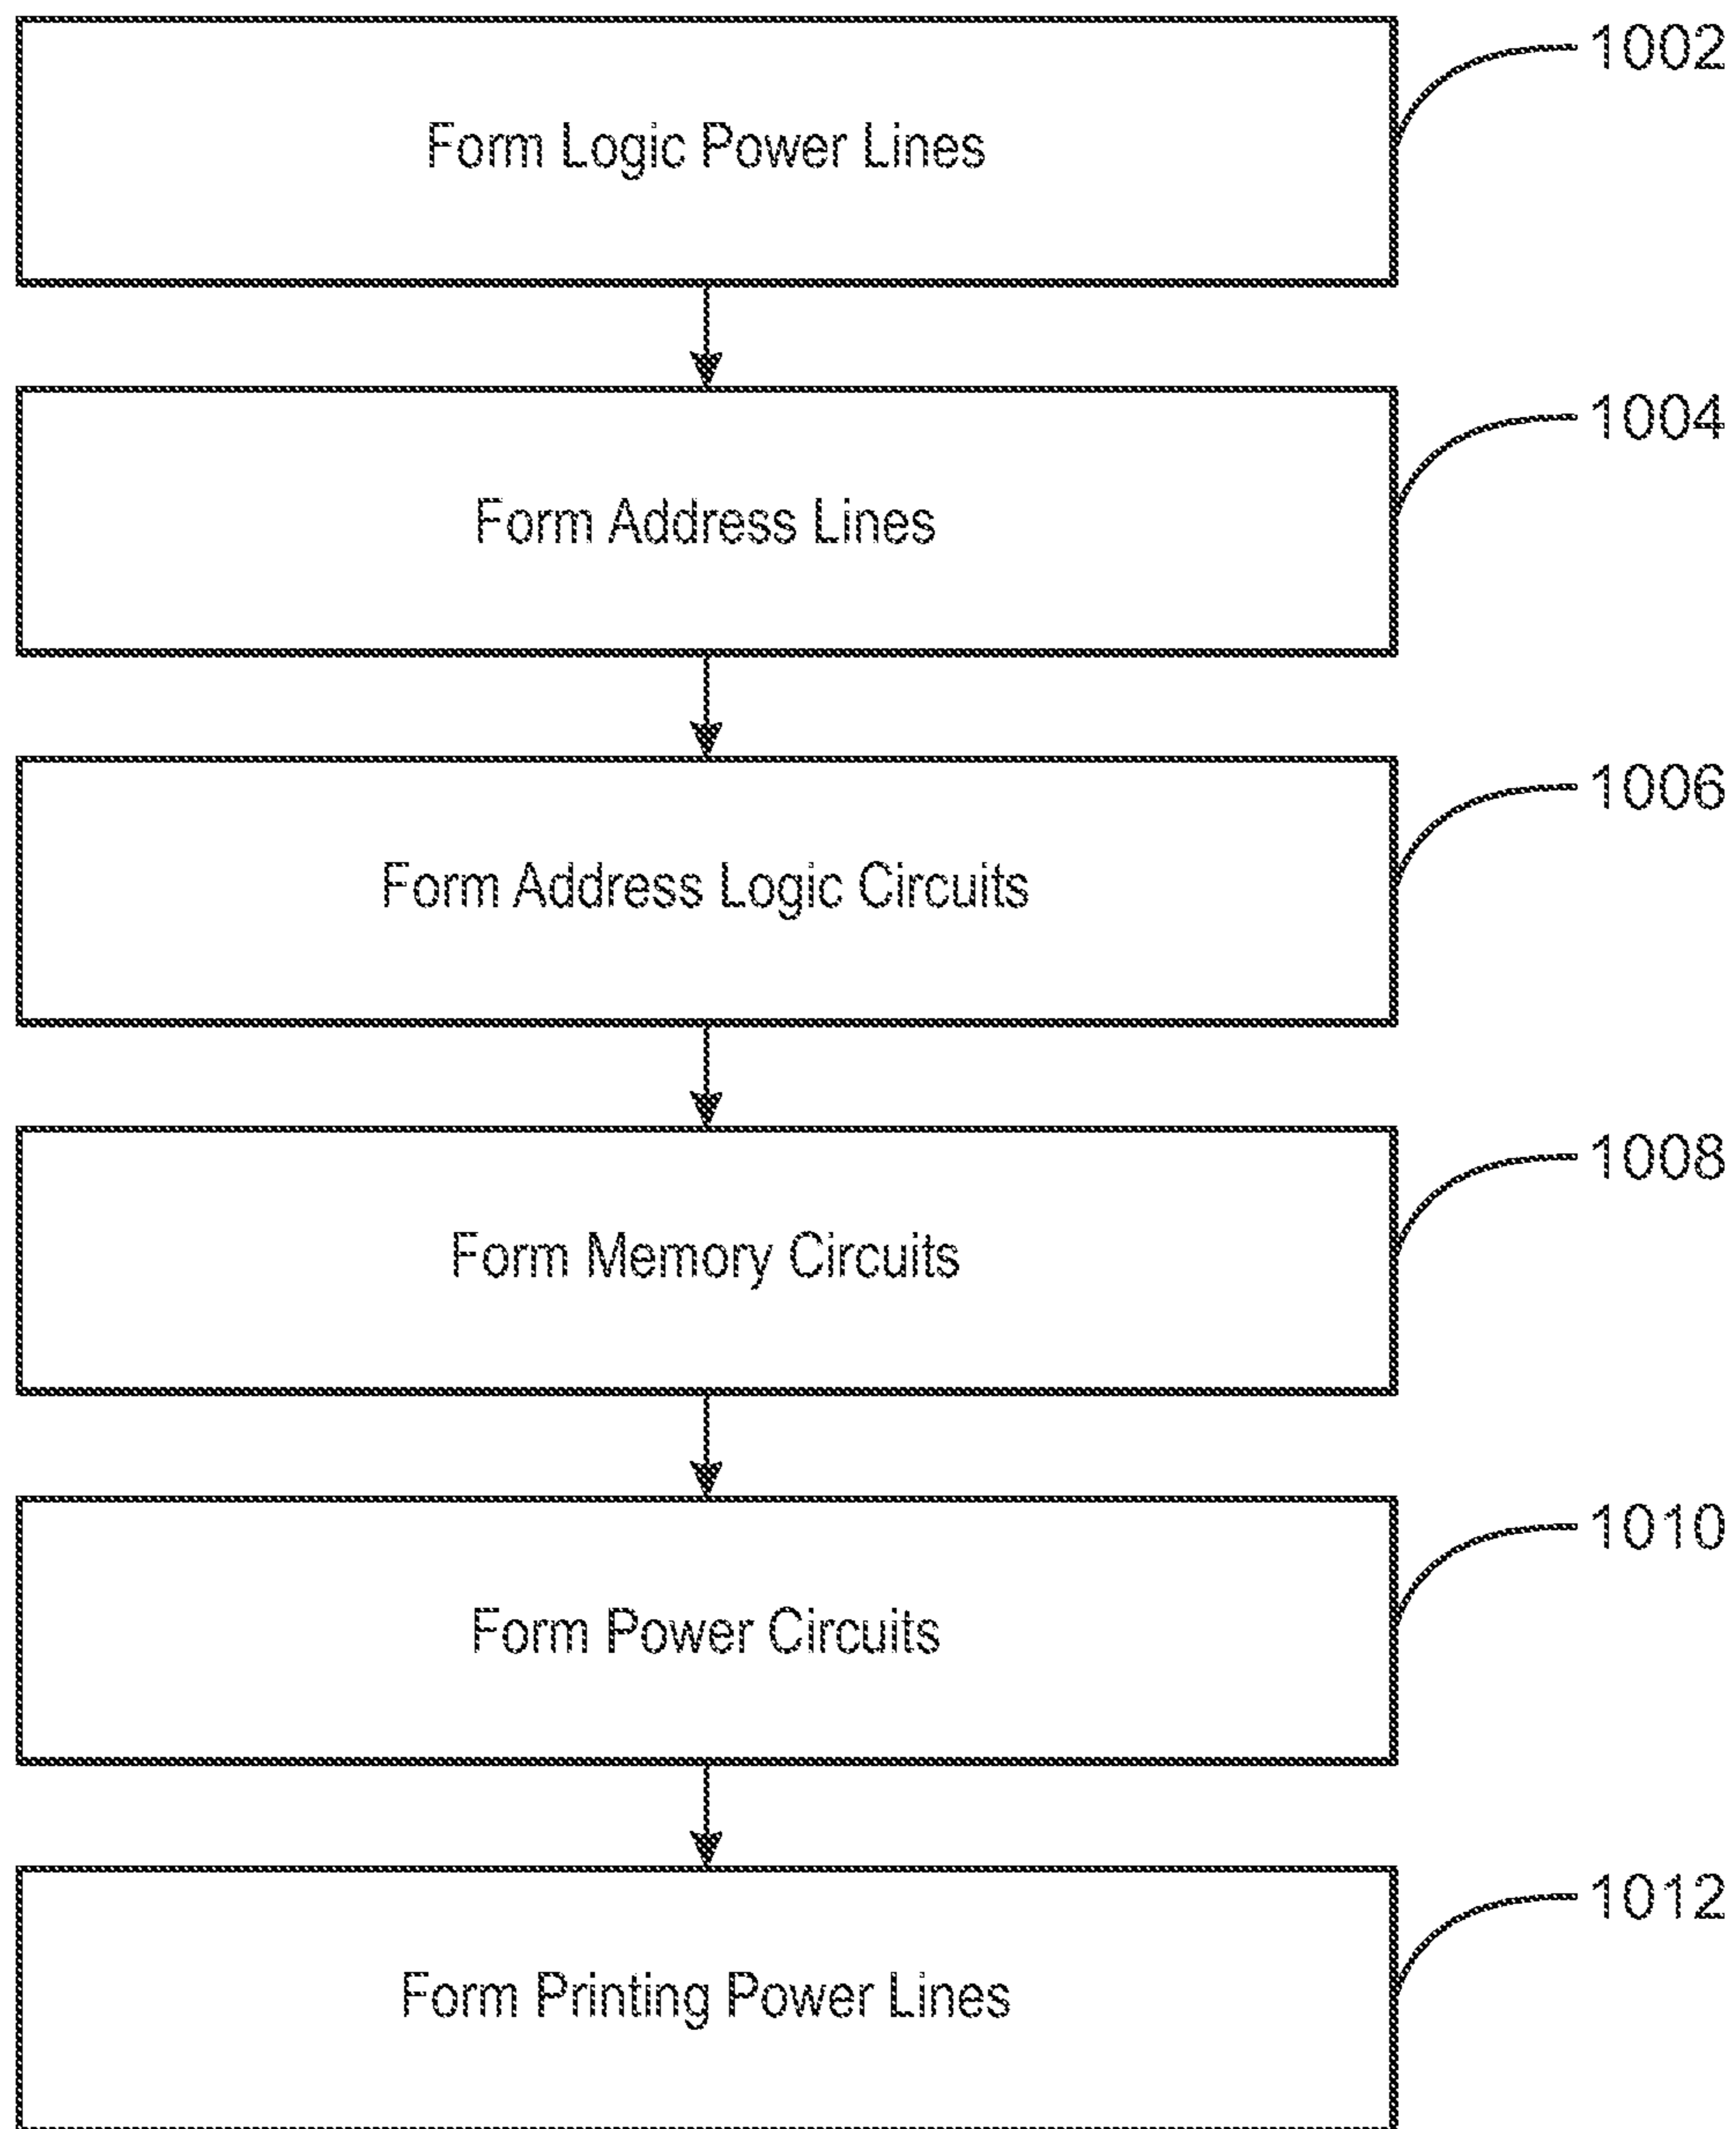 Form Logic Power Lines
1002
Form Address Lines
1004
Form Address Logic Circuits
1006
Form Memory Circuits
1008
Form Power Circuits
1010
Form Printing Power Lines
1012